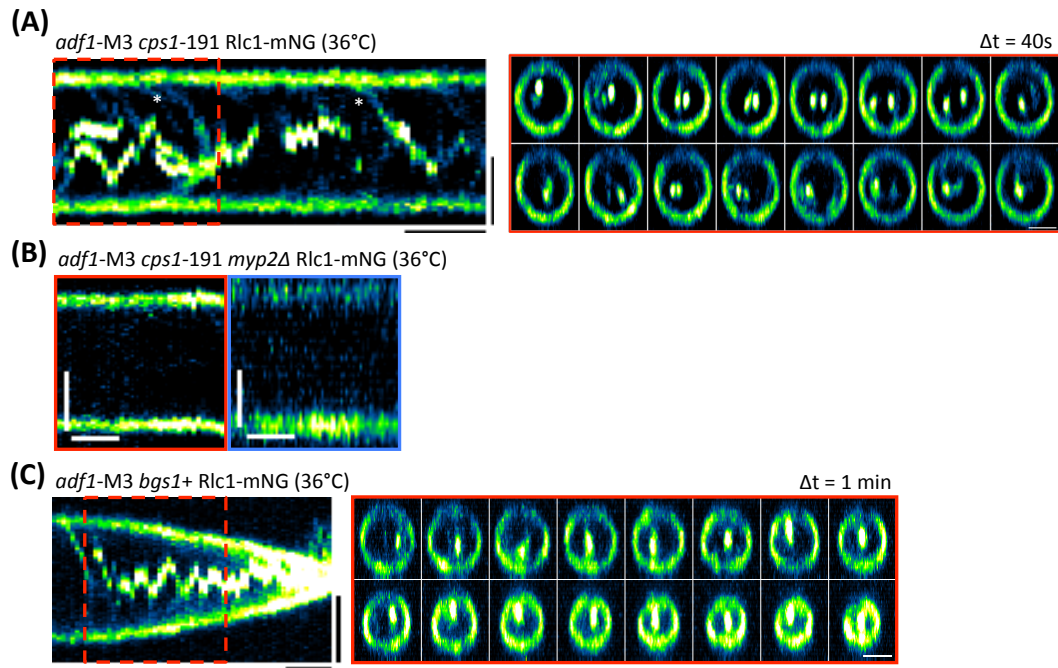 (A)
adf1-M3 cps1-191 Rlc1-mNG (36°C)
Δt = 40s
*
*
(B)
adf1-M3 cps1-191 myp2Δ Rlc1-mNG (36°C)
(C)
adf1-M3 bgs1+ Rlc1-mNG (36°C)
Δt = 1 min